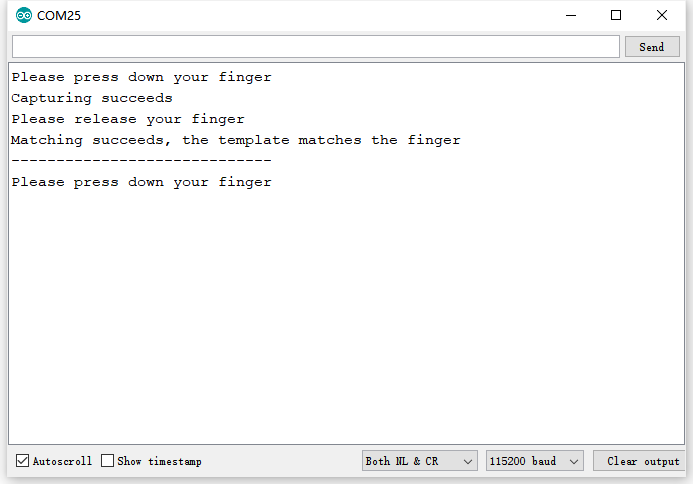 COM25
Send
Please press down your finger
Capturing succeeds
Please release your finger
Matching succeeds, the template matches the finger
-----------------------------
Please press down your finger
Autoscroll Show timestamp Both NL & CR 115200 baud Clear output